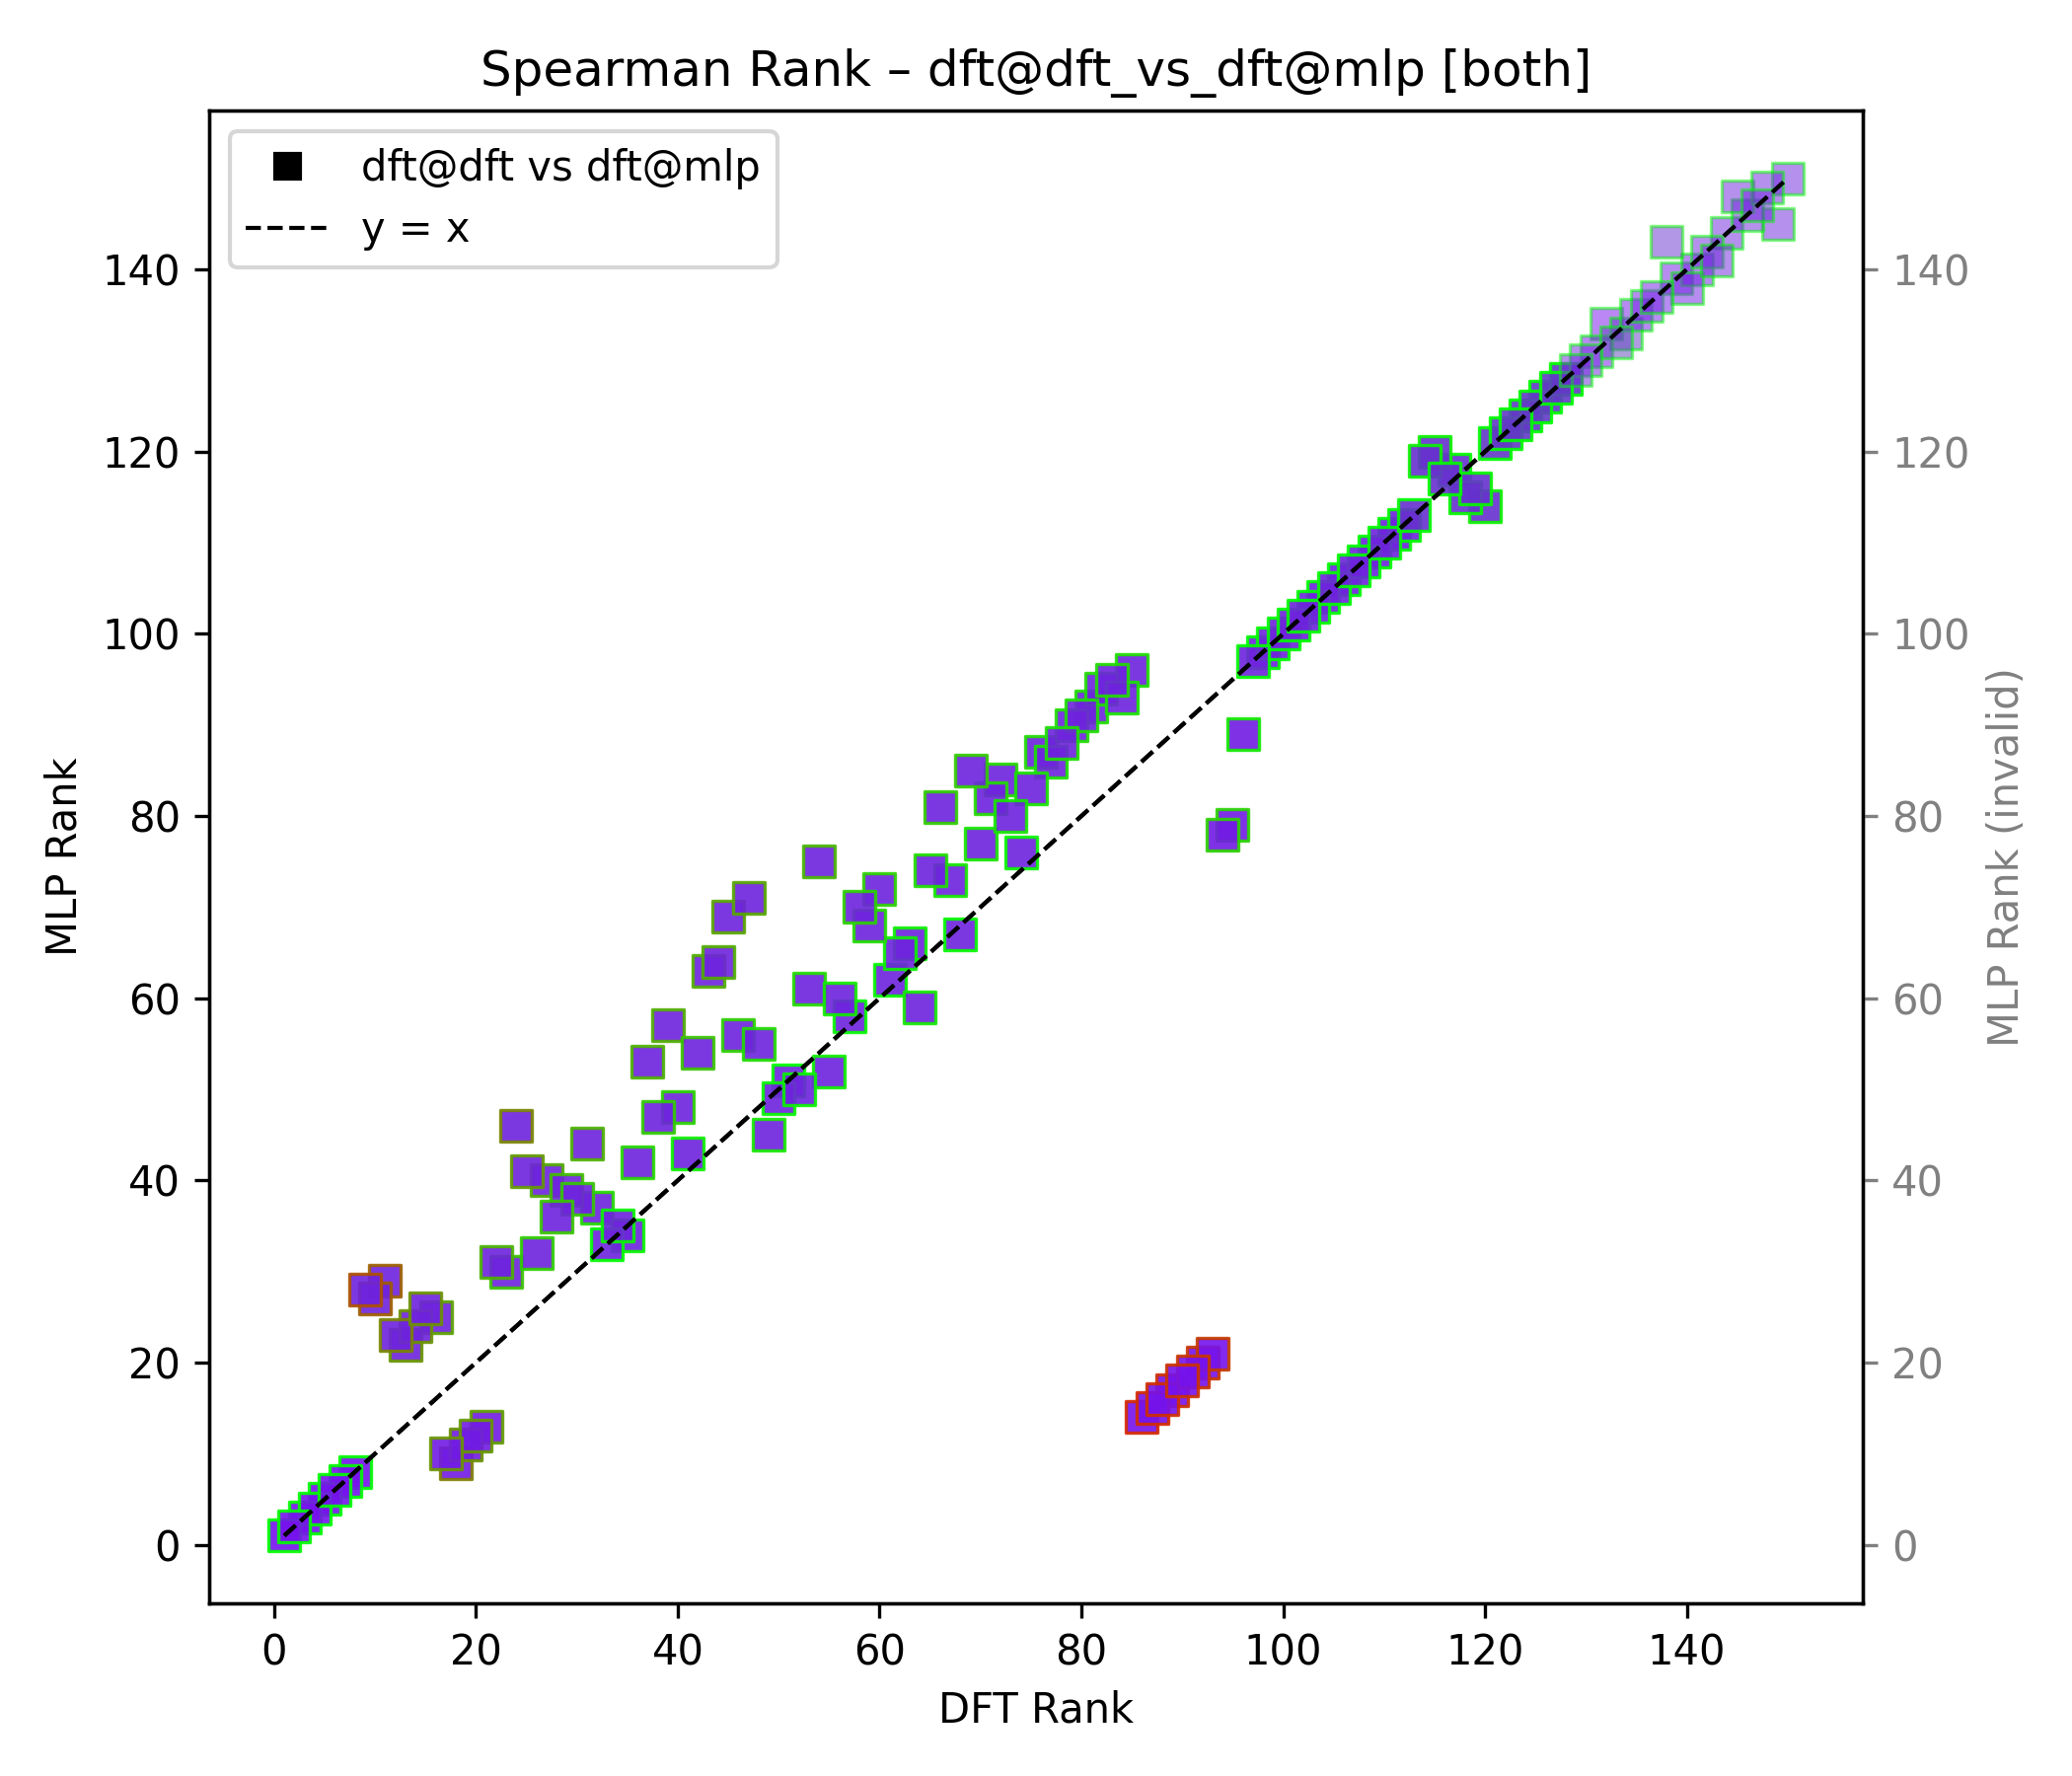 Spearman Rank – dft@dft_vs_dft@mlp [both]
dft@dft vs dft@mlp
y = x
MLP Rank
140
120
100
80
60
40
20
0
0 20 40 60 80 100 120 140
DFT Rank
140
120
100
80
60
40
20
0
MLP Rank (invalid)